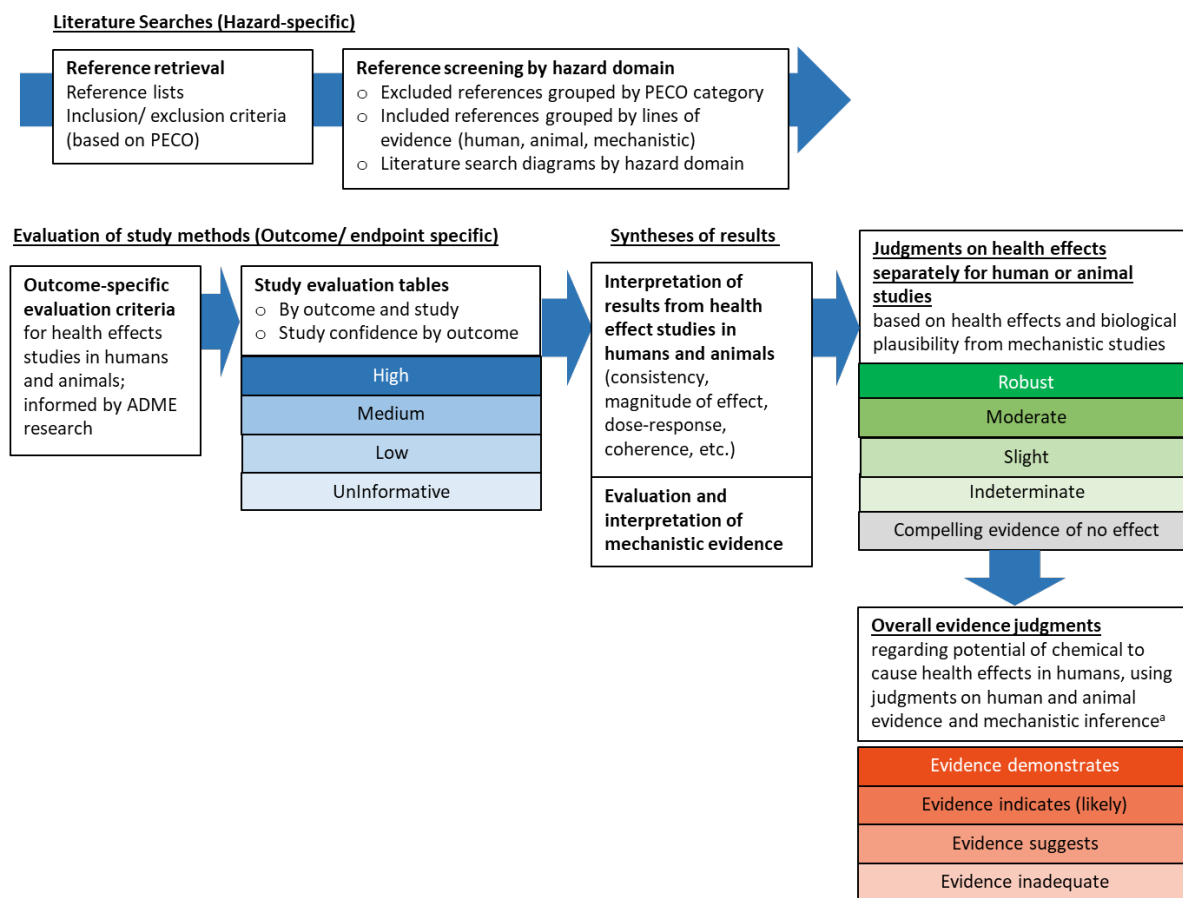 Literature Searches (Hazard-specific)
Reference retrieval
Reference lists
Inclusion/ exclusion criteria
(based on PECO)
Reference screening by hazard domain
o Excluded references grouped by PECO category
o Included references grouped by lines of
evidence (human, animal, mechanistic)
o Literature search diagrams by hazard domain
Evaluation of study methods (Outcome/ endpoint specific)
Outcome-specific
evaluation criteria
for health effects
studies in humans
and animals;
informed by ADME
research
Study evaluation tables
o By outcome and study
o Study confidence by outcome
High
Medium
Low
UnInformative
Syntheses of results
Interpretation of
results from health
effect studies in
humans and animals
(consistency,
magnitude of effect,
dose-response,
coherence, etc.)
Evaluation and
interpretation of
mechanistic evidence
Judgments on health effects
separately for human or animal
studies
based on health effects and biological
plausibility from mechanistic studies
Robust
Moderate
Slight
Indeterminate
Compelling evidence of no effect
Overall evidence judgments
regarding potential of chemical to
cause health effects in humans, using
judgments on human and animal
evidence and mechanistic inferenceᵃ
Evidence demonstrates
Evidence indicates (likely)
Evidence suggests
Evidence inadequate